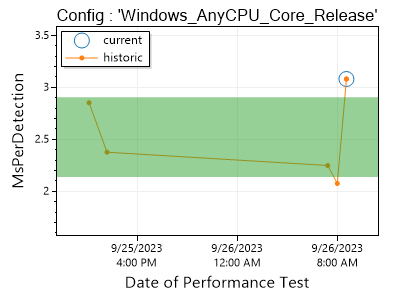 Config : 'Windows_AnyCPU_Core_Release'
current
historic
3.5
3
2.5
2
MsPerDetection
9/25/2023
4:00 PM
9/26/2023
12:00 AM
9/26/2023
8:00 AM
Date of Performance Test